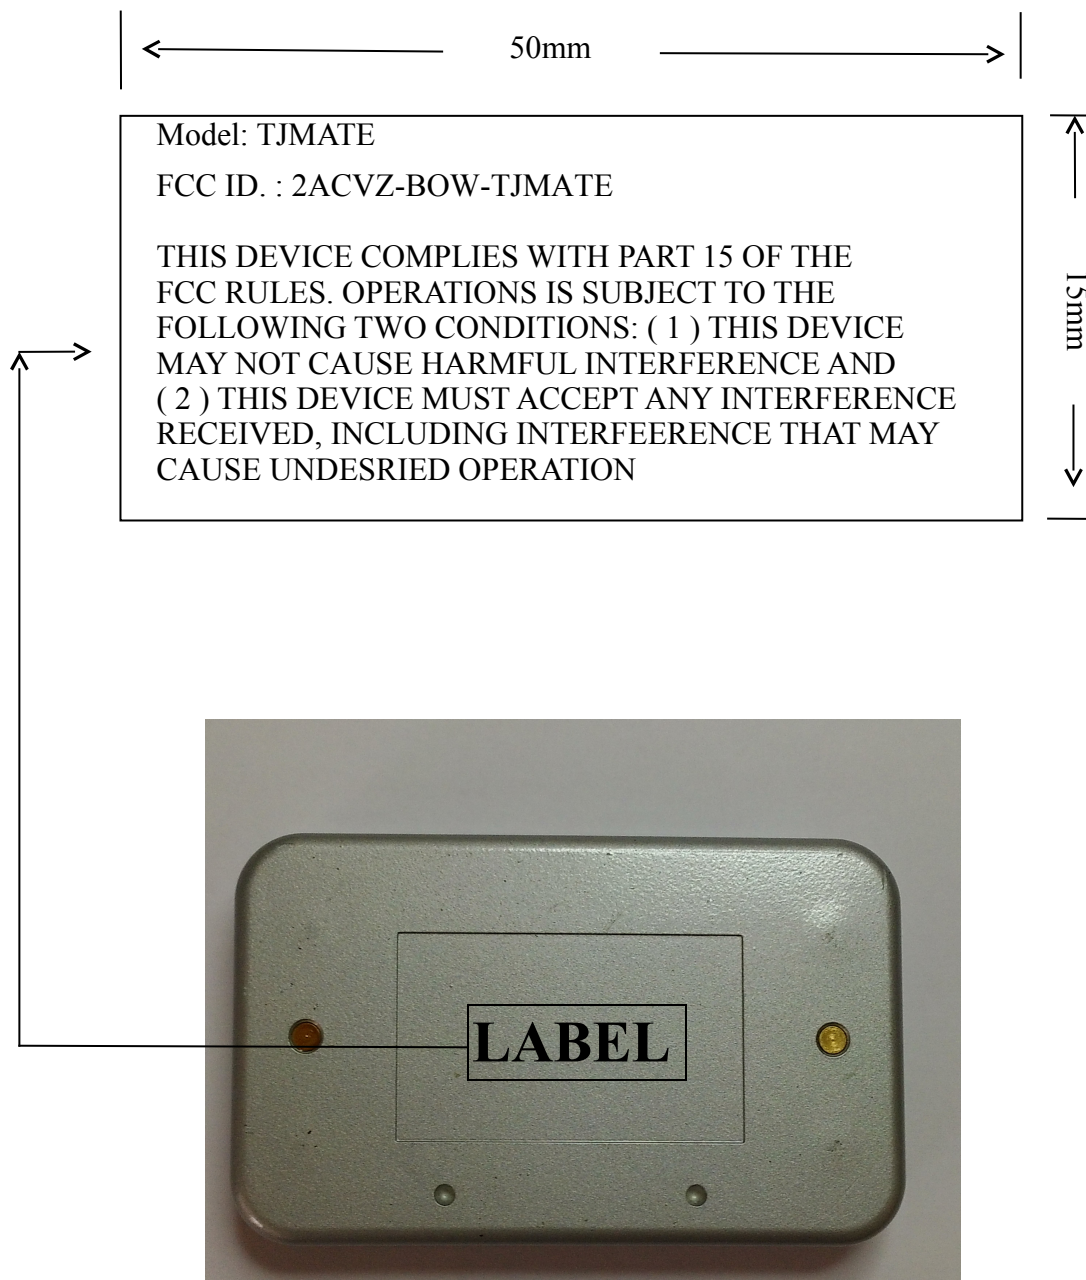 50mm
Model: TJMATE
FCC ID. : 2ACVZ-BOW-TJMATE
THIS DEVICE COMPLIES WITH PART 15 OF THE
FCC RULES. OPERATIONS IS SUBJECT TO THE
FOLLOWING TWO CONDITIONS: ( 1 ) THIS DEVICE
MAY NOT CAUSE HARMFUL INTERFERENCE AND
( 2 ) THIS DEVICE MUST ACCEPT ANY INTERFERENCE
RECEIVED, INCLUDING INTERFEERENCE THAT MAY
CAUSE UNDESRIED OPERATION
15mm
LABEL